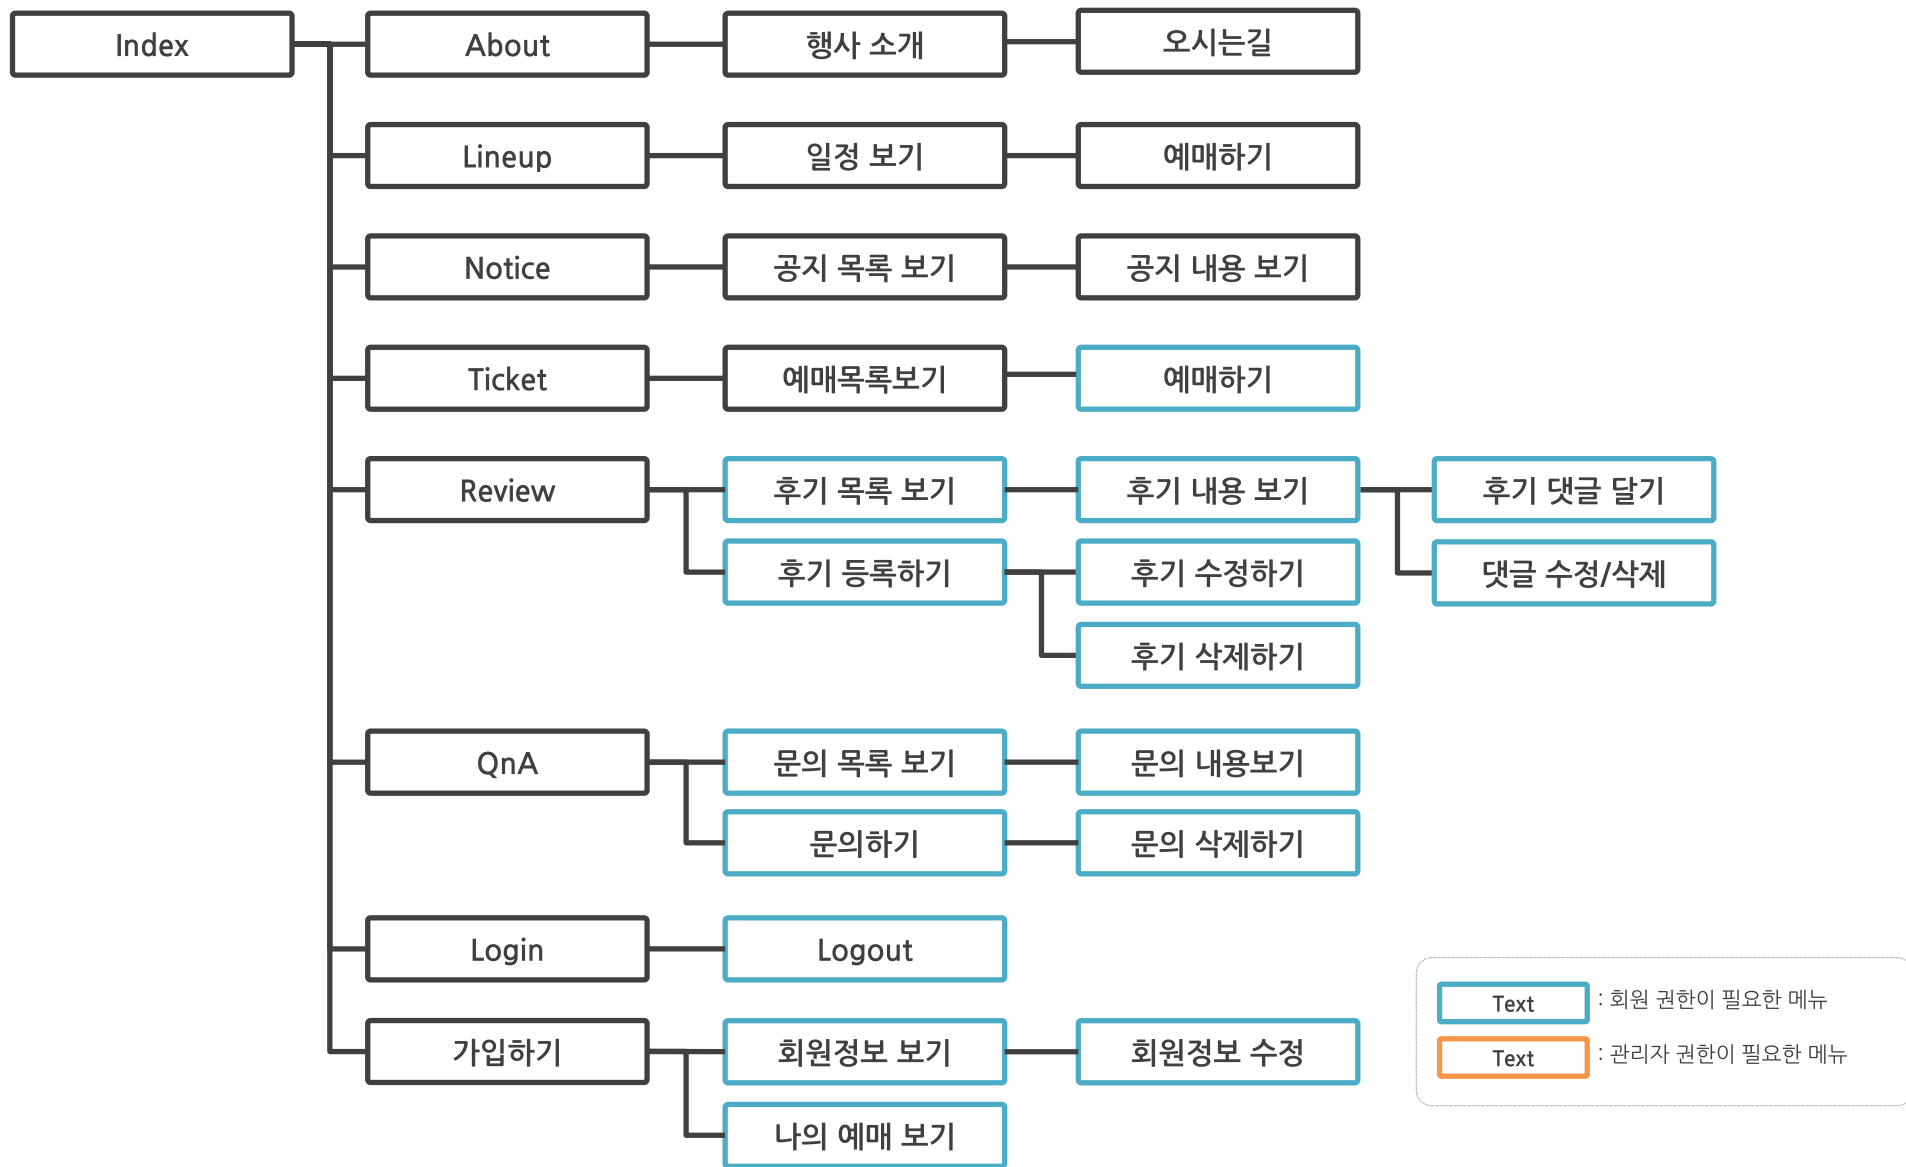 Index
About
행사 소개
오시는길
Lineup
일정 보기
예매하기
Notice
공지 목록 보기
공지 내용 보기
Ticket
예매목록보기
예매하기
Review
후기 목록 보기
후기 내용 보기
후기 댓글 달기
후기 등록하기
후기 수정하기
댓글 수정/삭제
후기 삭제하기
QnA
문의 목록 보기
문의 내용보기
문의하기
문의 삭제하기
Login
Logout
가입하기
회원정보 보기
회원정보 수정
나의 예매 보기
Text : 회원 권한이 필요한 메뉴
Text : 관리자 권한이 필요한 메뉴